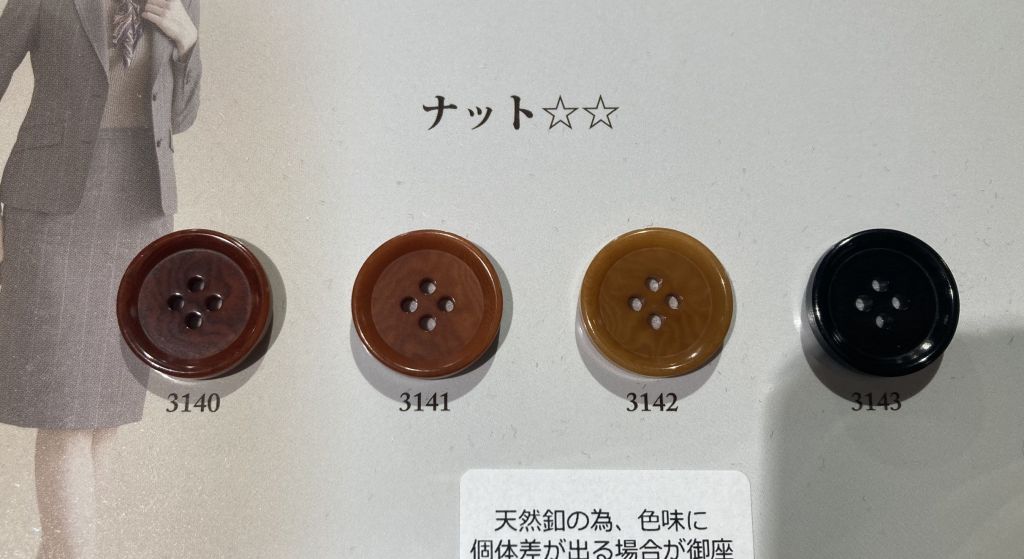 ナット☆☆
3140 3141 3142 3143
天然釦の為、色味に
個体差が出る場合が御座